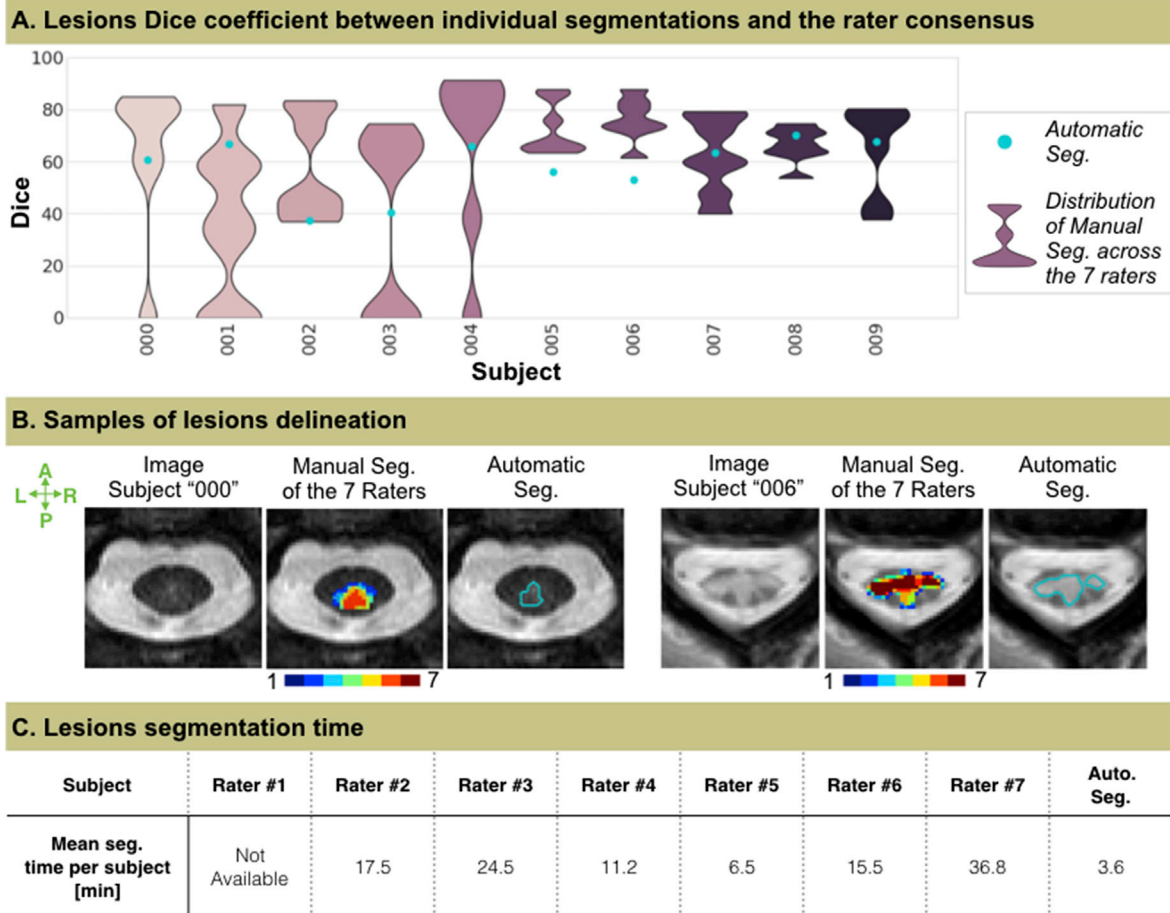 A. Lesions Dice coefficient between individual segmentations and the rater consensus
100
80
60
40
20
0
Dice
000
001
002
003
004
005
006
007
008
009
Subject
Automatic
Seg.
Distribution
of Manual
Seg. across
the 7 raters
B. Samples of lesions delineation
A
L R
P
Image
Subject “000”
Manual Seg.
of the 7 Raters
Automatic
Seg.
Image
Subject “006”
Manual Seg.
of the 7 Raters
Automatic
Seg.
1 7
1 7
C. Lesions segmentation time
Subject Rater #1 Rater #2 Rater #3 Rater #4 Rater #5 Rater #6 Rater #7 Auto.
Seg.
Mean seg.
time per subject
[min]
Not
Available
17.5 24.5 11.2 6.5 15.5 36.8 3.6